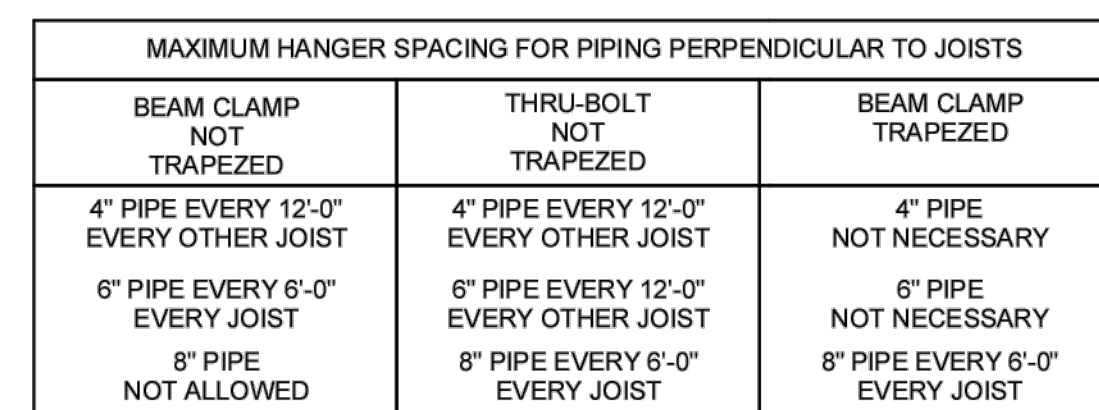 MAXIMUM HANGER SPACING FOR PIPING PERPENDICULAR TO JOISTS
BEAM CLAMP
NOT
TRAPEZED
THRU-BOLT
NOT
TRAPEZED
BEAM CLAMP
TRAPEZED
4" PIPE EVERY 12'-0"
EVERY OTHER JOIST
4" PIPE EVERY 12'-0"
EVERY OTHER JOIST
4" PIPE
NOT NECESSARY
6" PIPE EVERY 6'-0"
EVERY JOIST
6" PIPE EVERY 12'-0"
EVERY OTHER JOIST
6" PIPE
NOT NECESSARY
8" PIPE
NOT ALLOWED
8" PIPE EVERY 6'-0"
EVERY JOIST
8" PIPE EVERY 6'-0"
EVERY JOIST